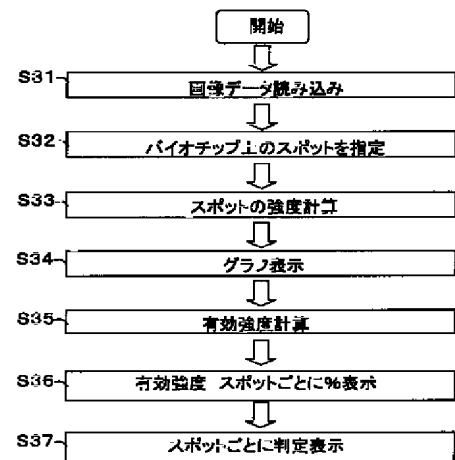 開始
S31 画像データ読み込み
S32 バイオチップ上のスポットを指定
S33 スポットの強度計算
S34 グラフ表示
S35 有効強度計算
S36 有効強度 スポットごとに%表示
S37 スポットごとに判定表示